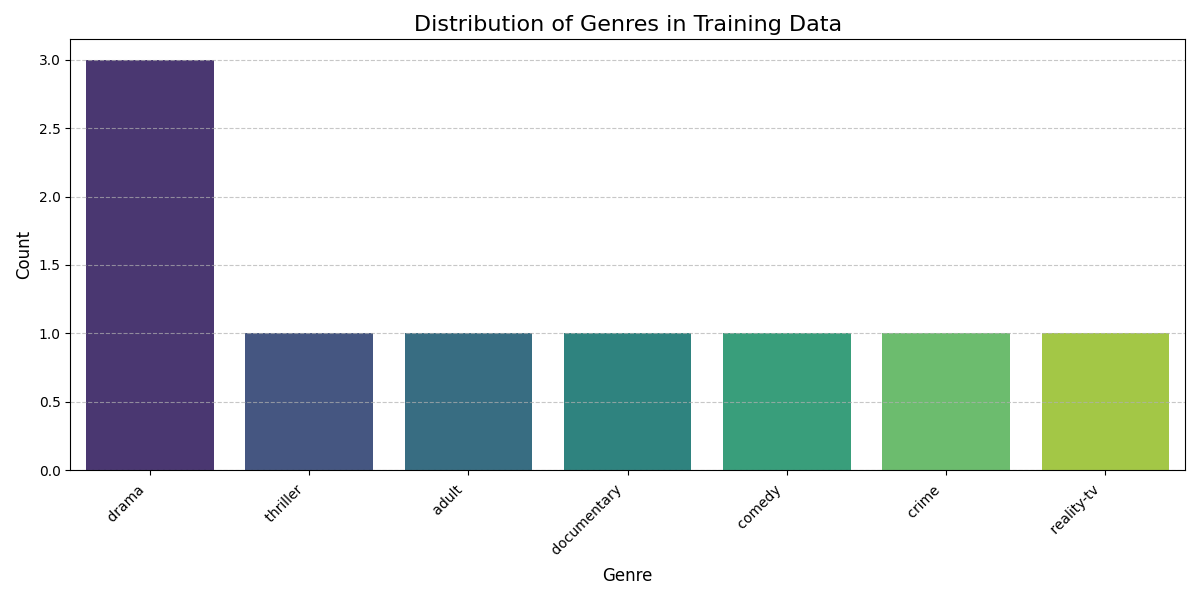 Distribution of Genres in Training Data
Count
3.0
2.5
2.0
1.5
1.0
0.5
0.0
drama
thriller
adult
documentary
comedy
crime
reality-tv
Genre